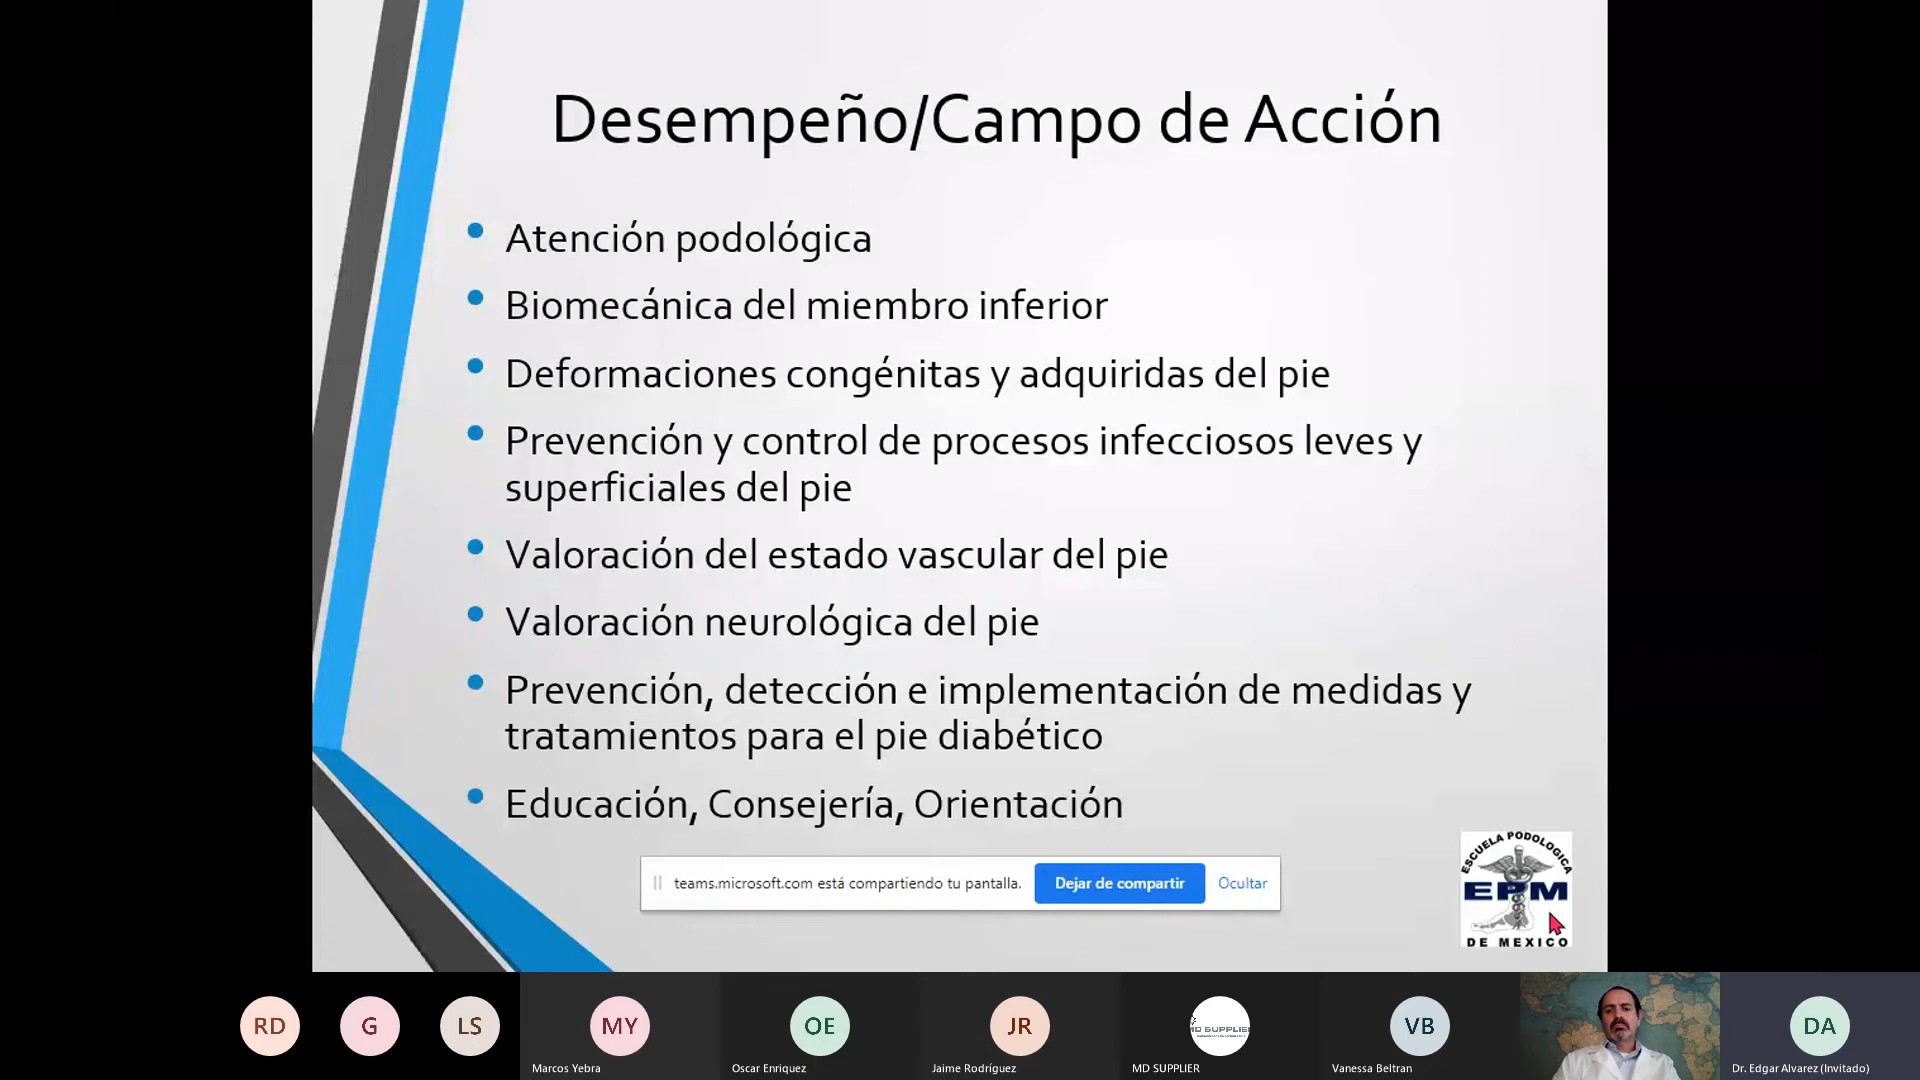 Desempeño/Campo de Acción
Atención podológica
Biomecánica del miembro inferior
Deformaciones congénitas y adquiridas del pie
Prevención y control de procesos infecciosos leves y
superficiales del pie
Valoración del estado vascular del pie
Valoración neurológica del pie
Prevención, detección e implementación de medidas y
tratamientos para el pie diabético
Educación, Consejería, Orientación
ESCUELA PODOLOGICA
EPM
DE MEXICO
teams.microsoft.com está compartiendo tu pantalla.
Dejar de compartir
Ocultar
RD
G
LS
MY
OE
JR
MD SUPPLIER
VB
DA
Marcos Yebra
Oscar Enriquez
Jaime Rodríguez
MD SUPPLIER
Vanessa Beltran
Dr. Edgar Alvarez (Invitado)